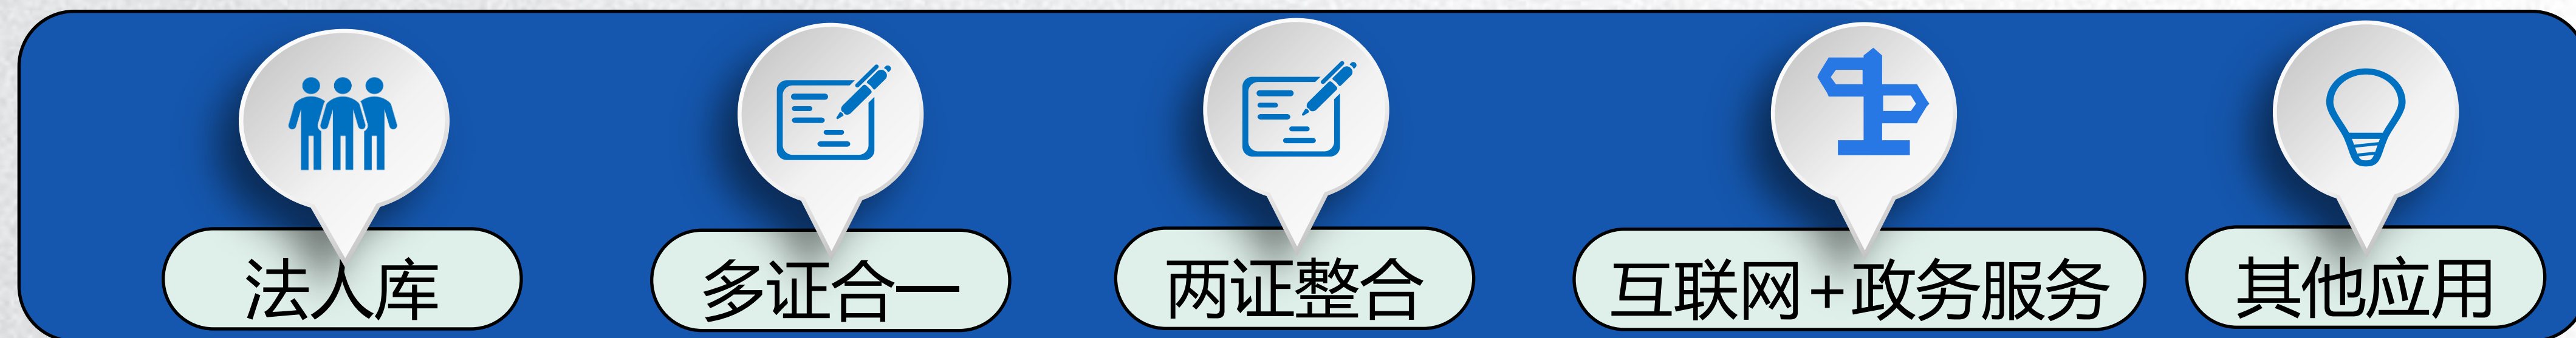 法人库
多证合一
两证整合
互联网+政务服务
其他应用